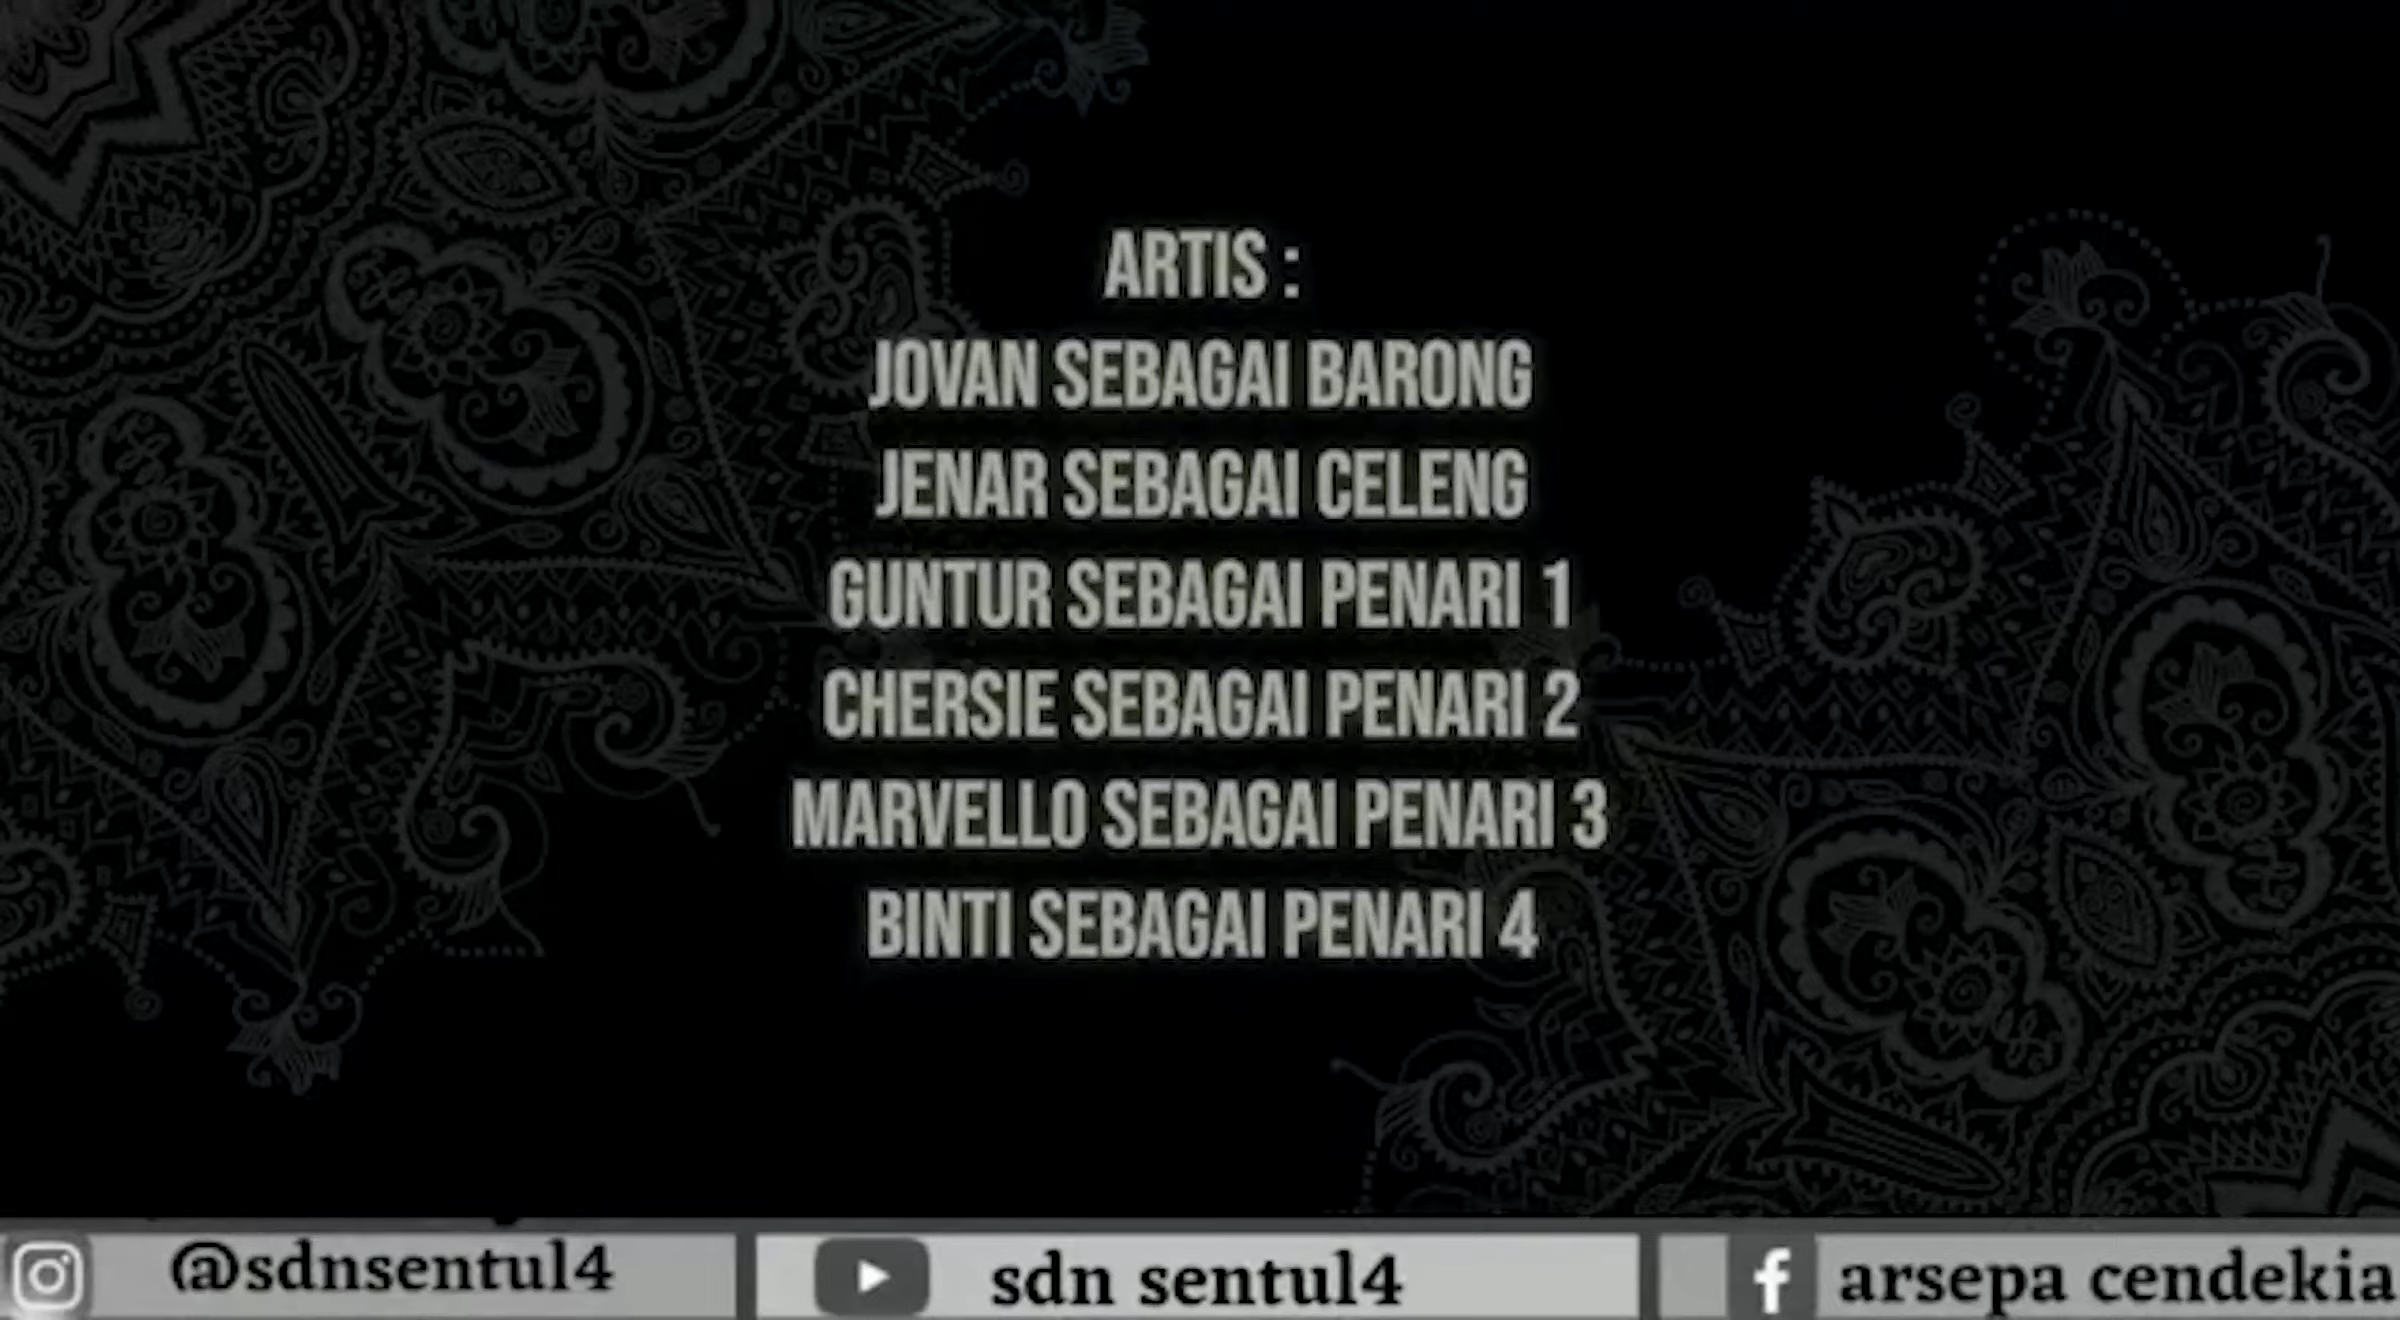 ARTIS :
JOVAN SEBAGAI BARONG
JENAR SEBAGAI CELENG
GUNTUR SEBAGAI PENARI 1
CHERSIE SEBAGAI PENARI 2
MARVELLO SEBAGAI PENARI 3
BINTI SEBAGAI PENARI 4
@sdnsentul4
sdn sentul4
arsepa cendekia